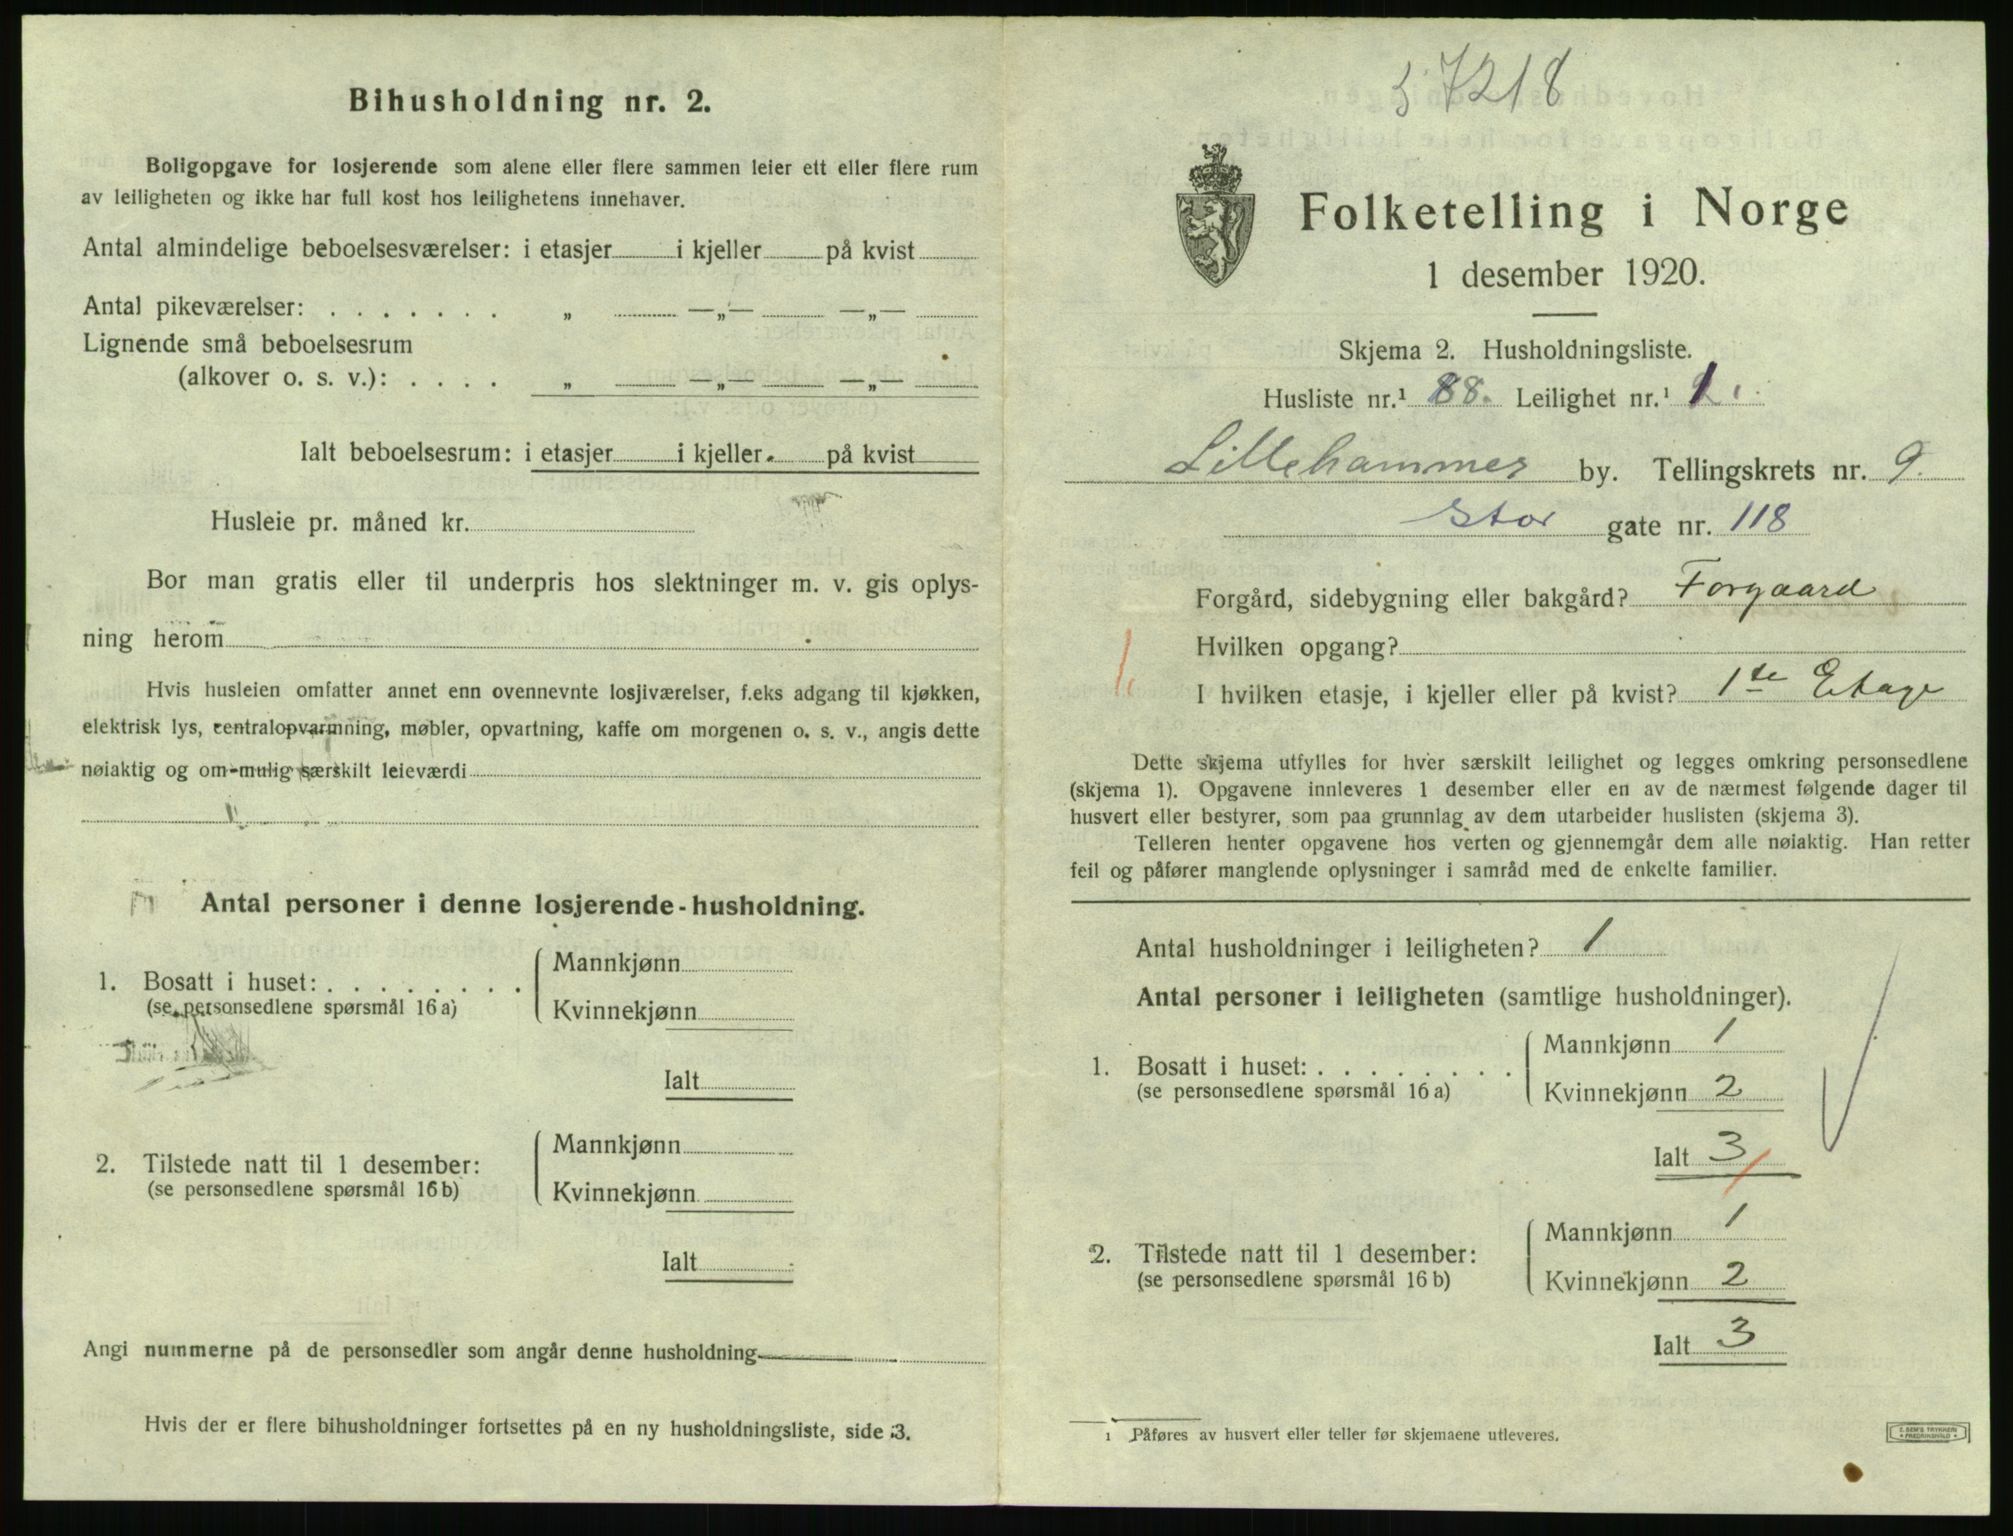 Bihusholdning nr. 2.
Boligopgave for losjerende som alene eller flere sammen leier ett eller flere rum
av leiligheten og ikke har full kost hos leilighetens innehaver.
Antal almindelige beboelsesværelser: i etasjer i kjeller på kvist
Antal pikeværelser: . . . . . . . „ —„— —„—
Lignende små beboelsesrum
(alkover o. s. v.): . . . . „ —„— —„—
Ialt beboelsesrum: i etasjer i kjeller på kvist
Husleie pr. måned kr.
Bor man gratis eller til underpris hos slektninger m. v. gis oplys-
ning herom
Hvis husleien omfatter annet enn ovennevnte losjiværelser, f.eks adgang til kjøkken,
elektrisk lys, centralopvarmning, møbler, opvartning, kaffe om morgenen o. s. v., angis dette
nøiaktig og om mulig særskilt leieværdi
Antal personer i denne losjerende-husholdning.
1. Bosatt i huset: . . . . . . . . Mannkjønn
(se personsedlene spørsmål 16 a) Kvinnekjønn
Ialt
2. Tilstede natt til 1 desember: Mannkjønn
(se personsedlene spørsmål 16 b) Kvinnekjønn
Ialt
Angi nummerne på de personsedler som angår denne husholdning
Hvis der er flere bihusholdninger fortsettes på en ny husholdningsliste, side 3.
7218
Folketelling i Norge
1 desember 1920.
Skjema 2. Husholdningsliste.
Husliste nr.¹ 88. Leilighet nr.¹ 1.
Lillehammer by. Tellingskrets nr. 9.
Stor gate nr. 118
Forgård, sidebygning eller bakgård? Forgaard
Hvilken opgang?
I hvilken etasje, i kjeller eller på kvist? 1ste Etage
Dette skjema utfylles for hver særskilt leilighet og legges omkring personsedlene
(skjema 1). Opgavene innleveres 1 desember eller en av de nærmest følgende dager til
husvert eller bestyrer, som paa grunnlag av dem utarbeider huslisten (skjema 3).
Telleren henter opgavene hos verten og gjennemgår dem alle nøiaktig. Han retter
feil og påfører manglende oplysninger i samråd med de enkelte familier.
Antal husholdninger i leiligheten? 1
Antal personer i leiligheten (samtlige husholdninger).
1. Bosatt i huset: . . . . . . . . Mannkjønn 1
(se personsedlene spørsmål 16 a) Kvinnekjønn 2
Ialt 3
2. Tilstede natt til 1 desember: Mannkjønn 1
(se personsedlene spørsmål 16 b) Kvinnekjønn 2
Ialt 3
1 Påføres av husvert eller teller før skjemaene utleveres.